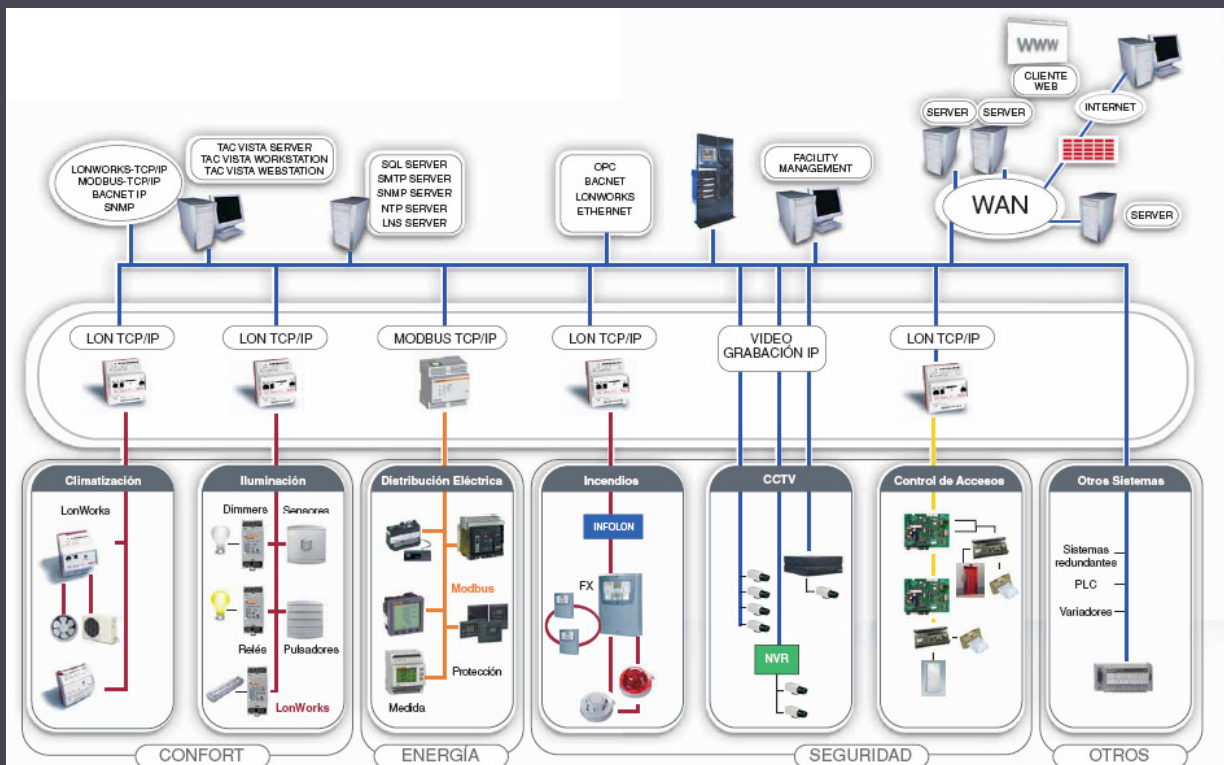 WWW
CLIENTE
WEB
INTERNET
SERVER
SERVER
WAN
SERVER
LONWORKS-TCP/IP
MODBUS-TCP/IP
BACNET IP
SNMP
TAC VISTA SERVER
TAC VISTA WORKSTATION
TAC VISTA WEBSTATION
SQL SERVER
SMTP SERVER
SNMP SERVER
NTP SERVER
LNS SERVER
OPC
BACNET
LONWORKS
ETHERNET
FACILITY
MANAGEMENT
LON TCP/IP
LON TCP/IP
MODBUS TCP/IP
LON TCP/IP
VIDEO
GRABACIÓN IP
LON TCP/IP
Climatización
LonWorks
Iluminación
Dimmers
Sensores
Relés
Pulsadores
LonWorks
Distribución Eléctrica
Modbus
Protección
Medida
Incendios
INFOLON
FX
CCTV
NVR
Control de Accesos
Otros Sistemas
Sistemas
redundantes
PLC
Variadores
CONFORT
ENERGÍA
SEGURIDAD
OTROS